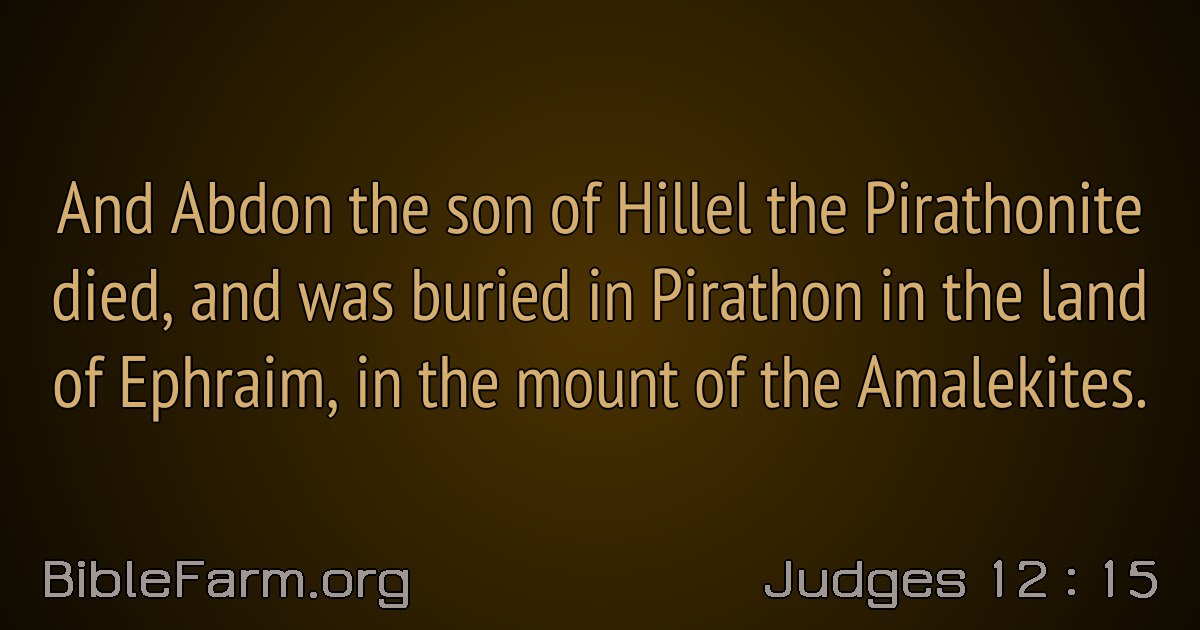 And Abdon the son of Hillel the Pirathonite
died, and was buried in Pirathon in the land
of Ephraim, in the mount of the Amalekites.
BibleFarm.org
Judges 12 : 15